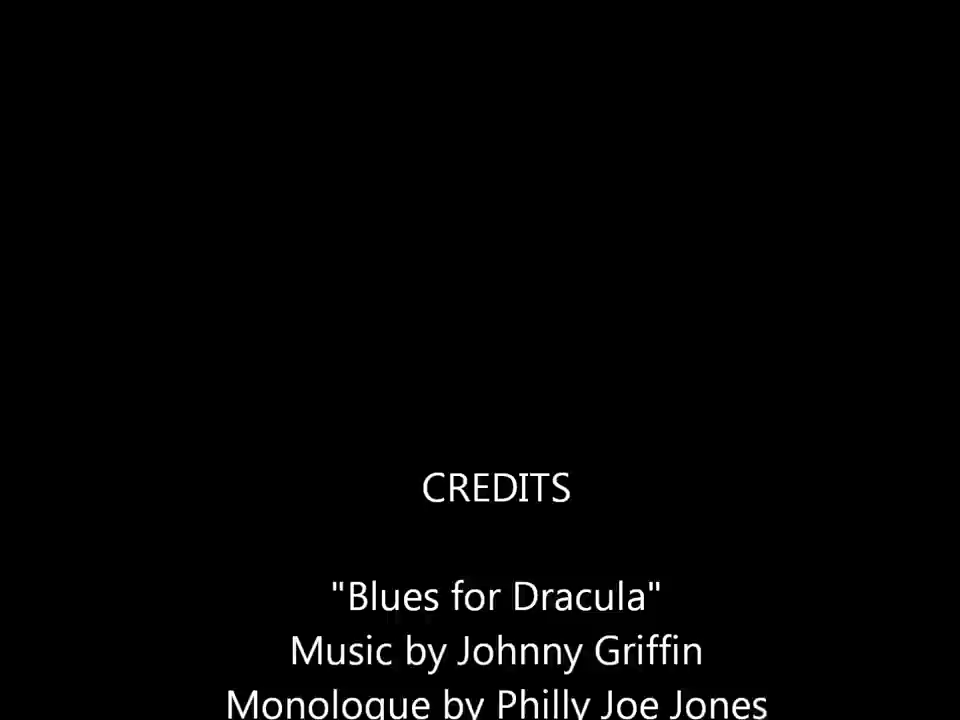 CREDITS
"Blues for Dracula"
Music by Johnny Griffin
Monologue by Philly Joe Jones